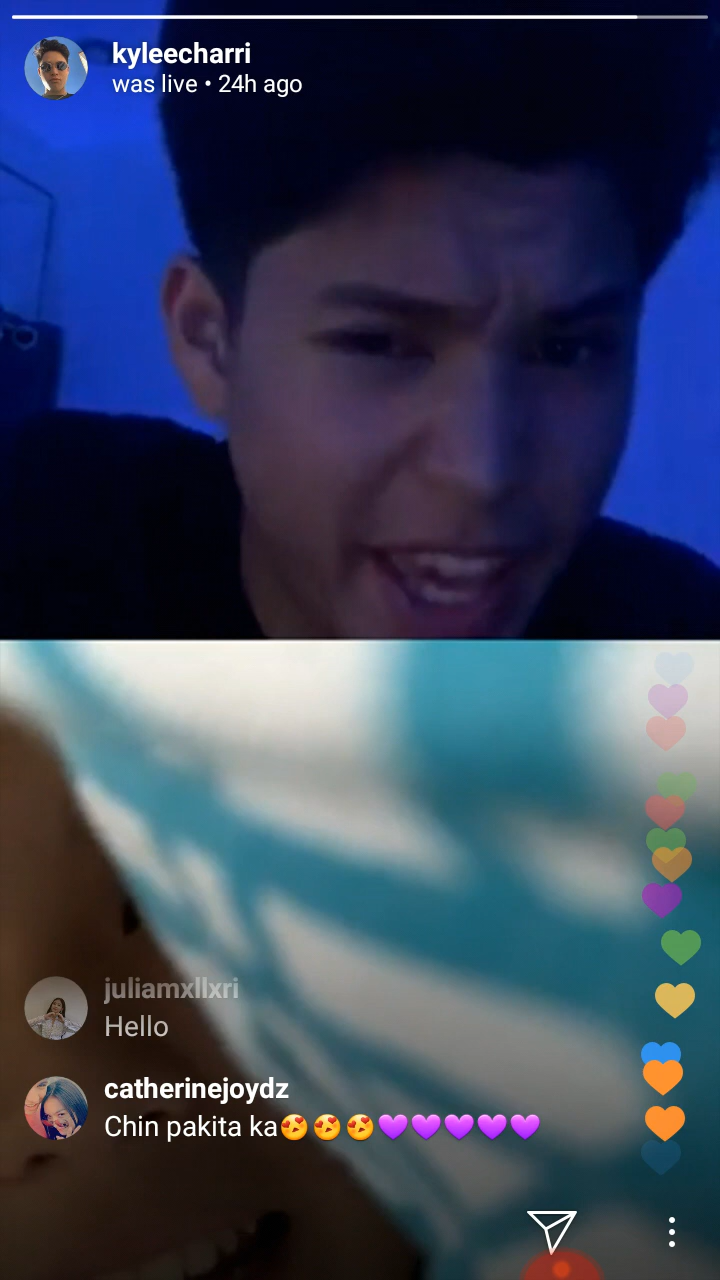 kyleecharri
was live • 24h ago
juliamxllxri
Hello
catherinejoydz
Chin pakita ka😍😍😍💜💜💜💜💜